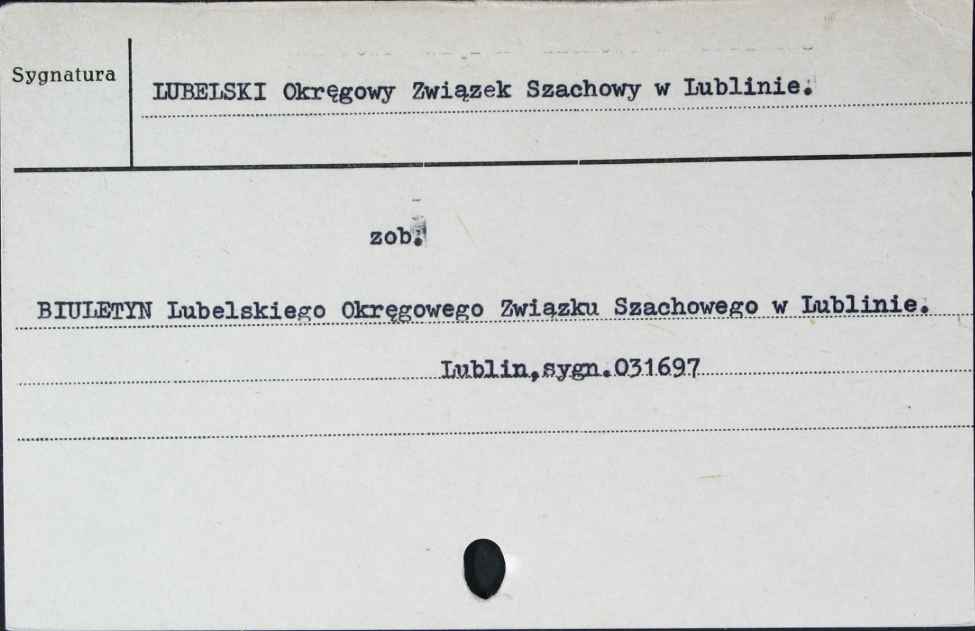 Sygnatura
LUBELSKI Okręgowy Związek Szachowy w Lublinie.
zob.
BIULETYN Lubelskiego Okręgowego Związku Szachowego w Lublinie.
Lublin,sygn.031697